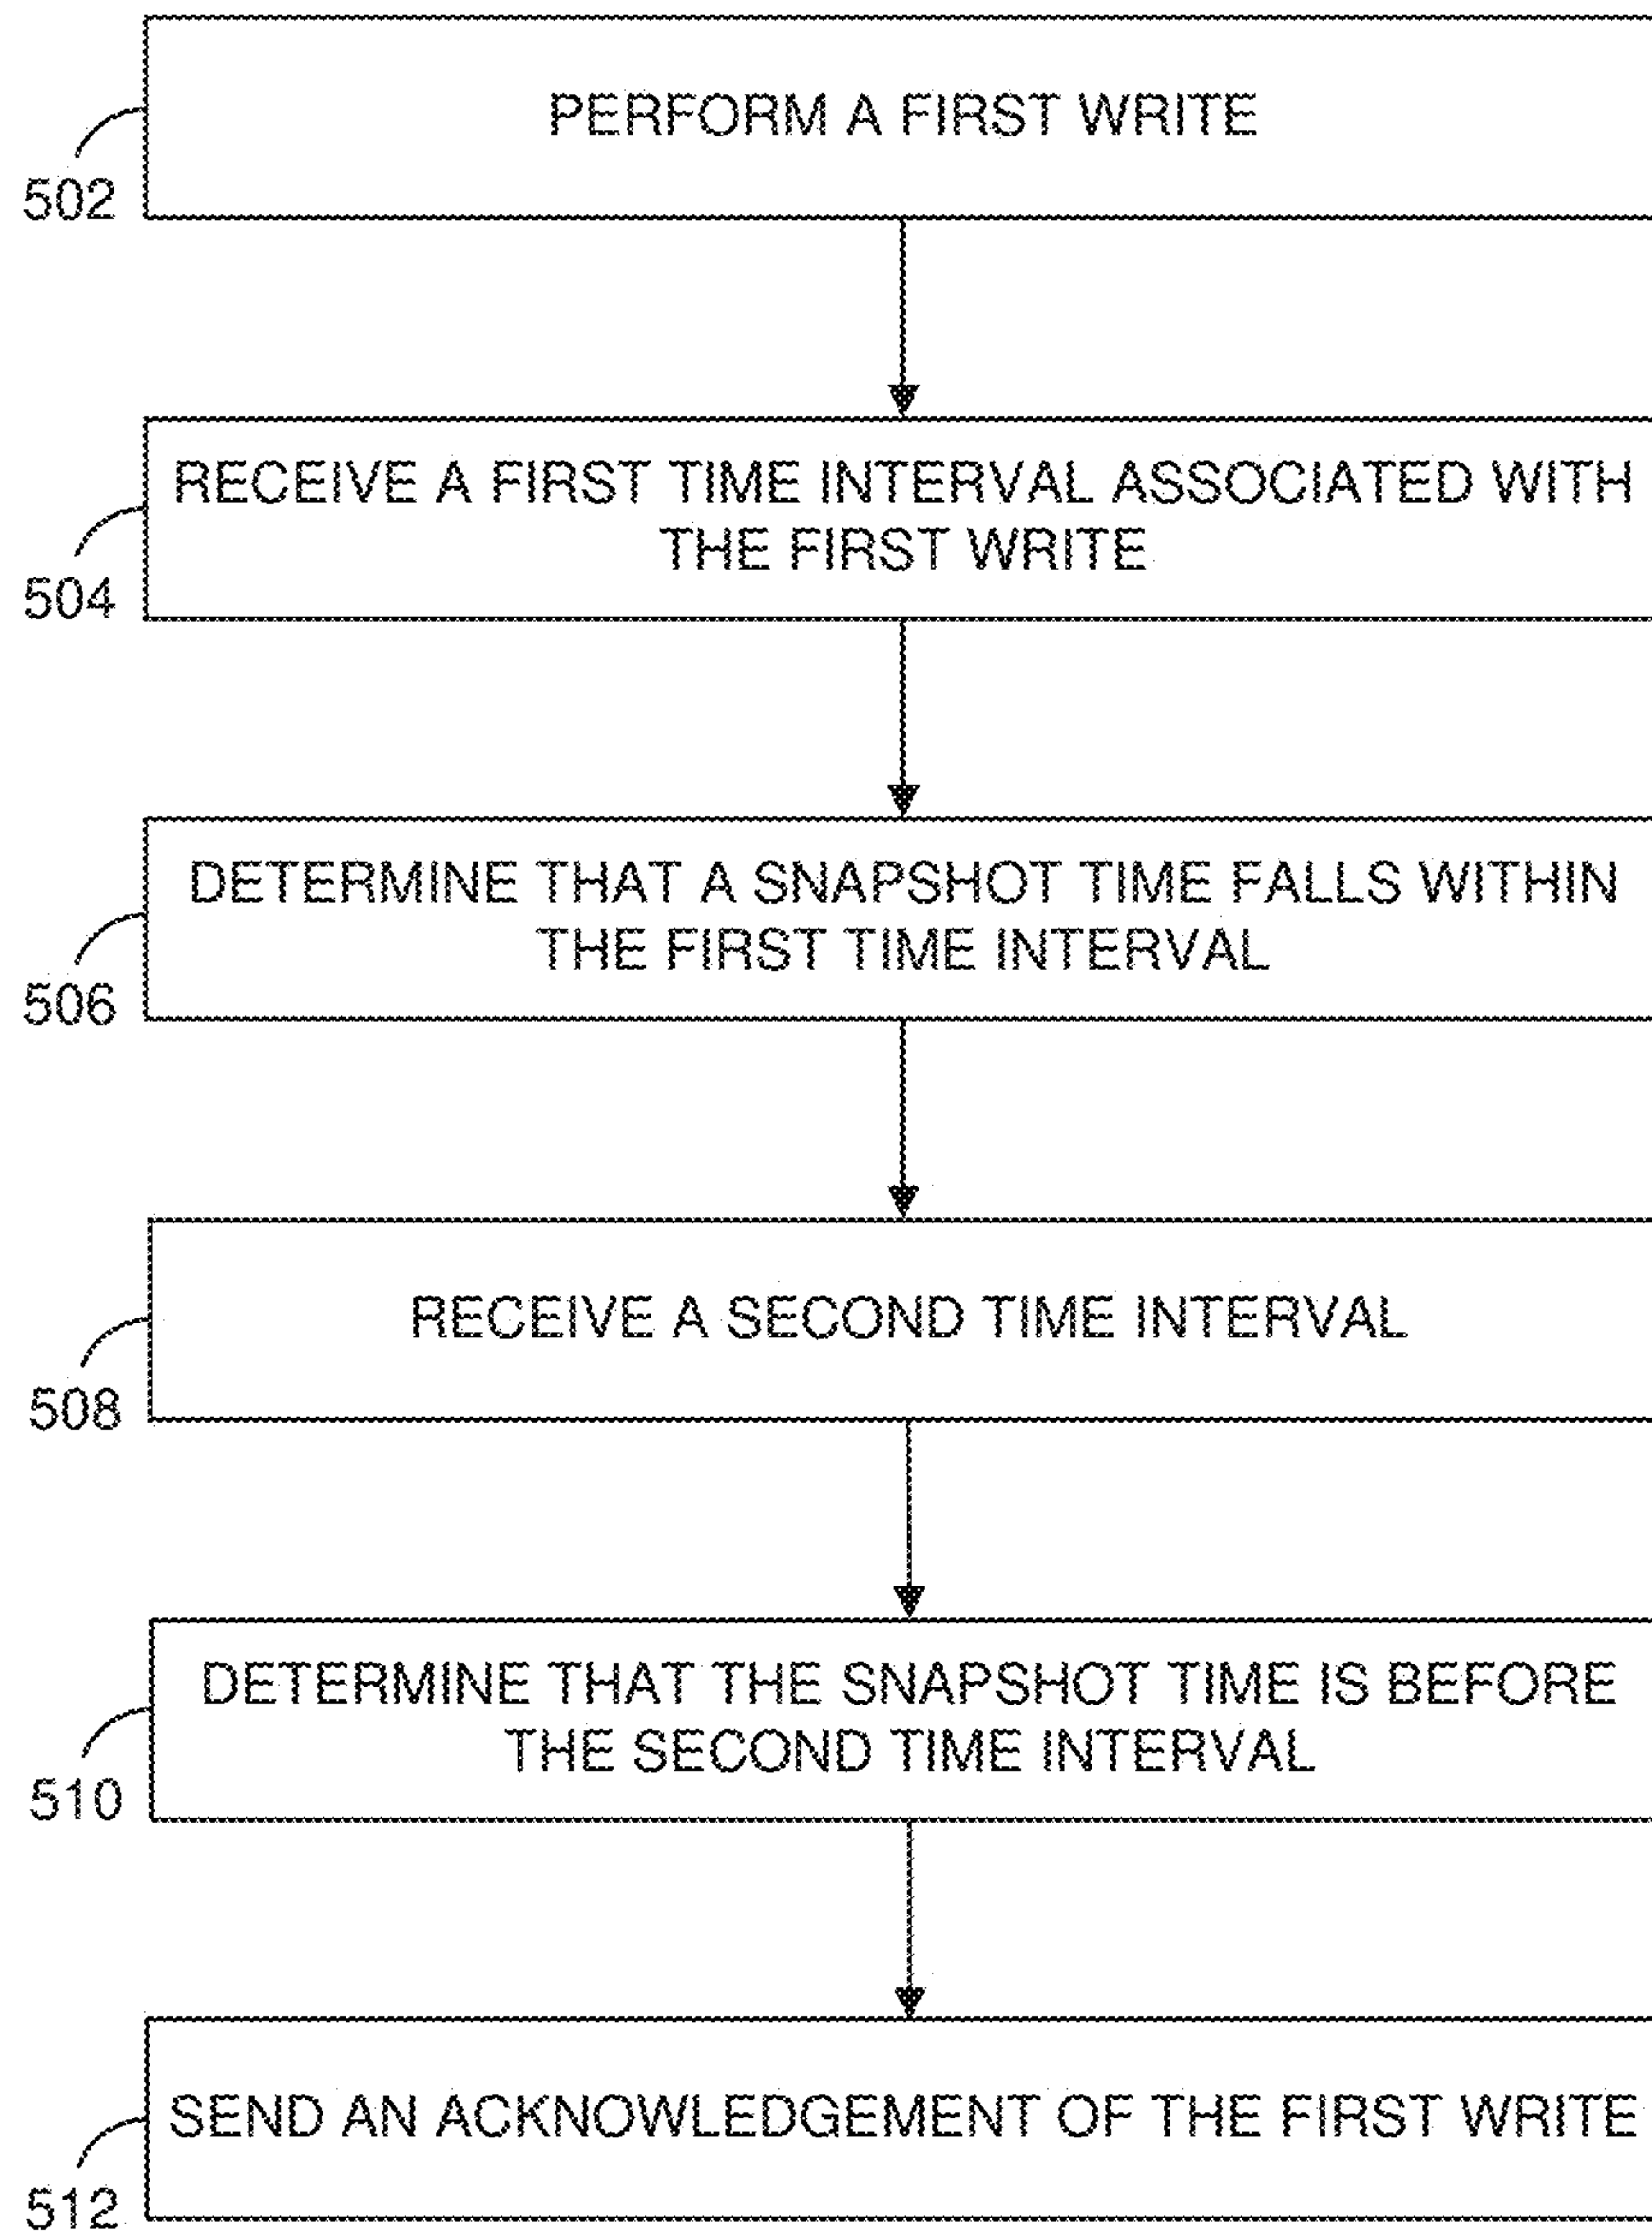 PERFORM A FIRST WRITE
502
RECEIVE A FIRST TIME INTERVAL ASSOCIATED WITH
THE FIRST WRITE
504
DETERMINE THAT A SNAPSHOT TIME FALLS WITHIN
THE FIRST TIME INTERVAL
506
RECEIVE A SECOND TIME INTERVAL
508
DETERMINE THAT THE SNAPSHOT TIME IS BEFORE
THE SECOND TIME INTERVAL
510
SEND AN ACKNOWLEDGEMENT OF THE FIRST WRITE
512